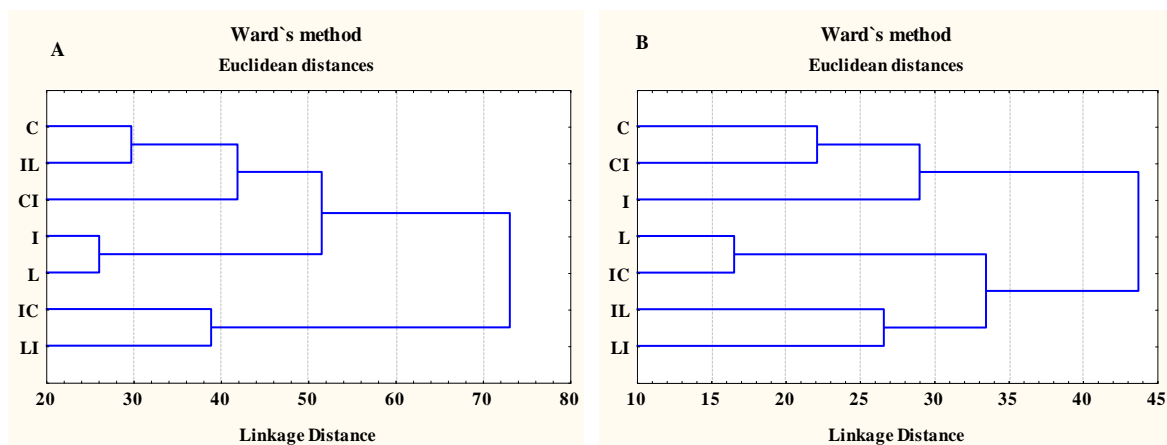 A
Ward`s method
Euclidean distances
C
IL
CI
I
L
IC
LI
20 30 40 50 60 70 80
Linkage Distance
B
Ward`s method
Euclidean distances
C
CI
I
L
IC
IL
LI
10 15 20 25 30 35 40 45
Linkage Distance